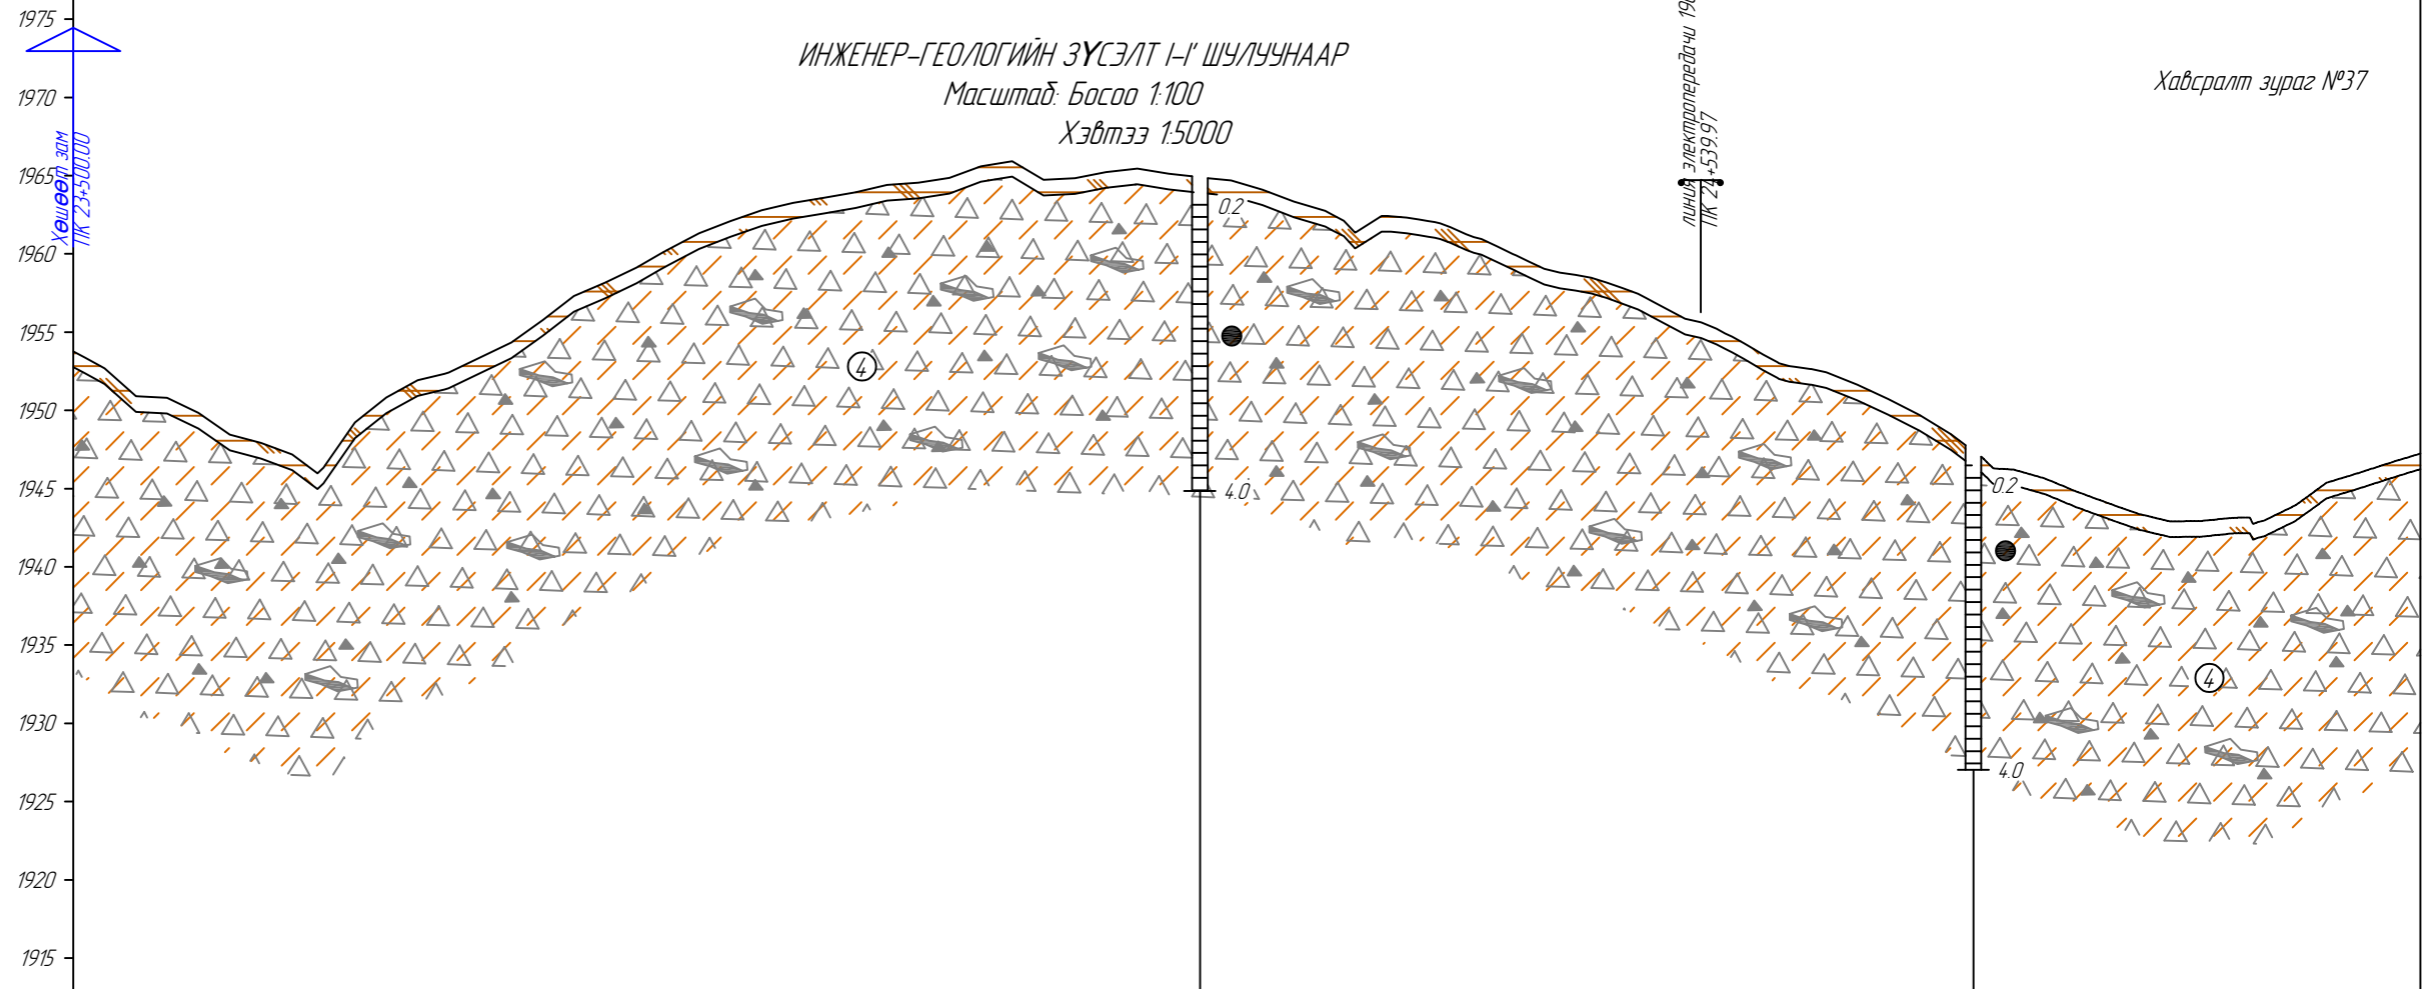 ИНЖЕНЕР-ГЕОЛОГИЙН ЗҮСЭЛТ I-I' ШУЛУУНААР
Масштаб: Босоо 1:100
Хэвтээ 1:5000
Хавсралт зураг №37
1975
1970
1965
1960
1955
1950
1945
1940
1935
1930
1925
1920
1915
Хөшөөт зам
ПК 23+500.00
линия электропередачи
ПК 24+539.97
0.2
4.0
0.2
4.0
4
4